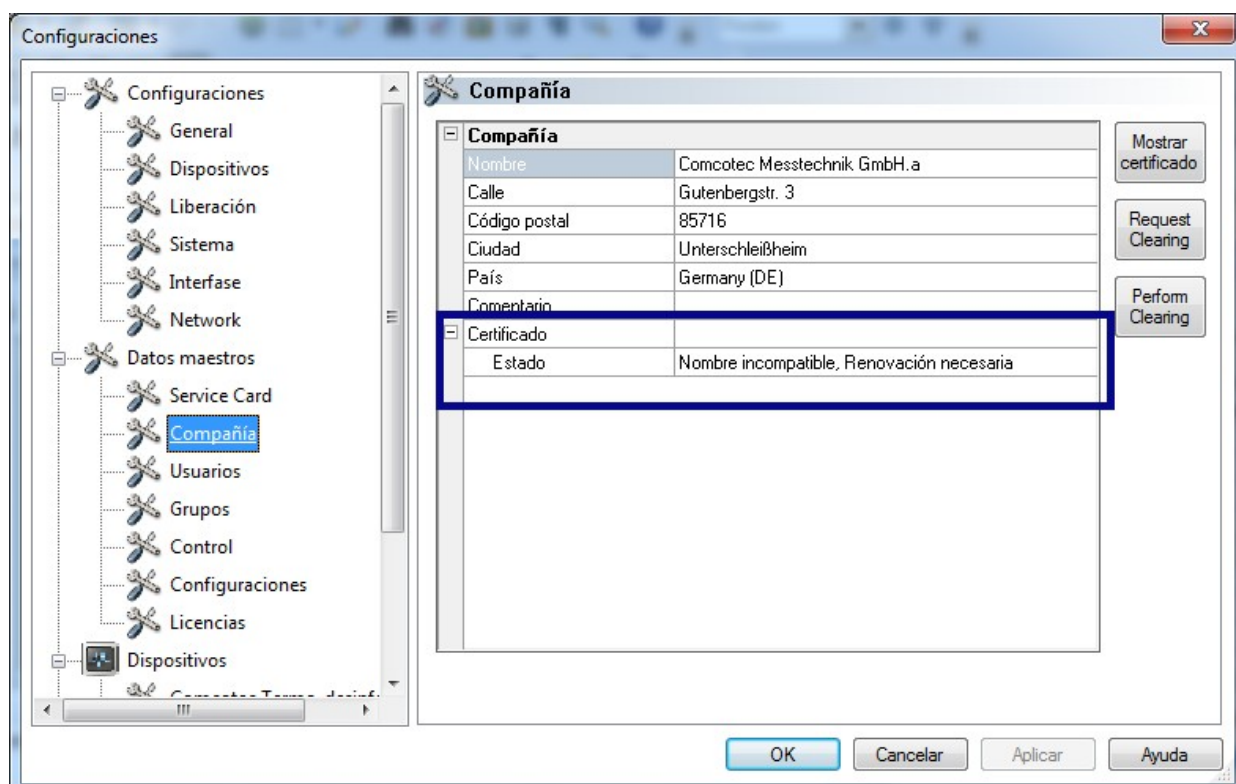 Configuraciones
Configuraciones
General
Dispositivos
Liberación
Sistema
Interfase
Network
Datos maestros
Service Card
Compañía
Usuarios
Grupos
Control
Configuraciones
Licencias
Dispositivos
Compañía
Compañía
Nombre Comcotec Messtechnik GmbH.a
Calle Gutenbergstr. 3
Código postal 85716
Ciudad Unterschleißheim
País Germany (DE)
Comentario
Certificado
Estado Nombre incompatible, Renovación necesaria
Mostrar
certificado
Request
Clearing
Perform
Clearing
OK Cancelar Aplicar Ayuda